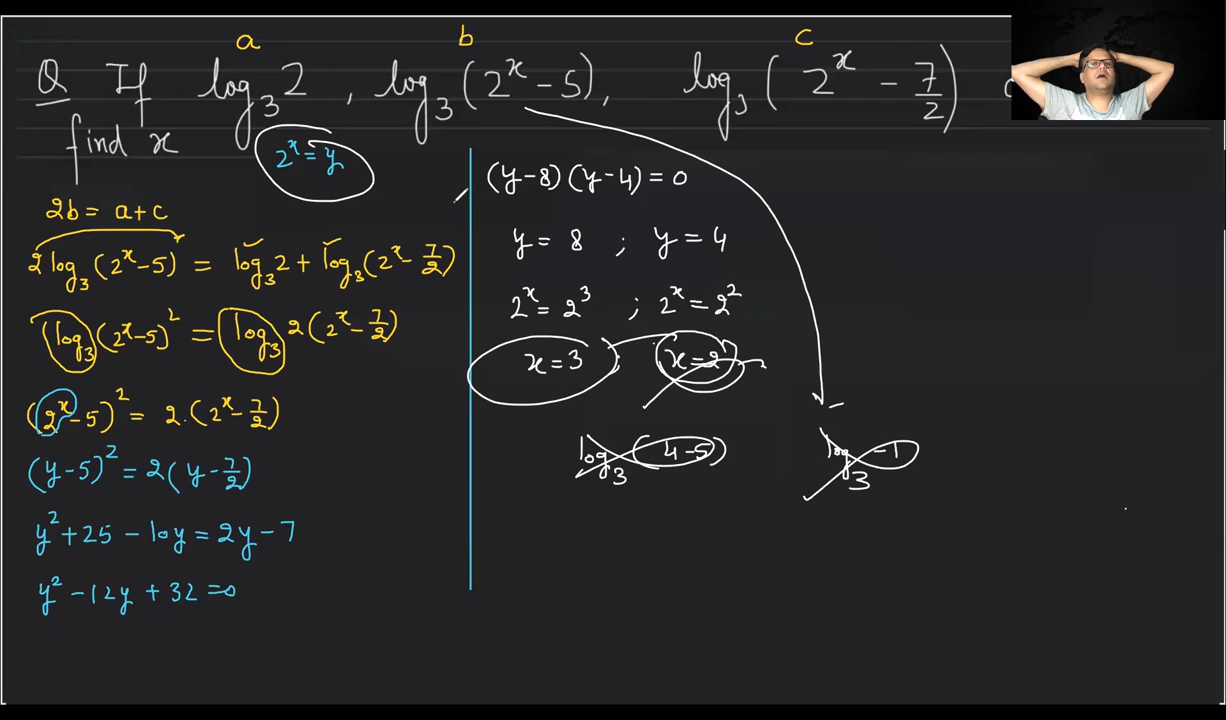 a b c
Q If log₃2 , log₃(2ˣ-5), log₃(2ˣ - 7/2)
find x
2ˣ=y
2b = a+c
2log₃(2ˣ-5) = log₃2 + log₃(2ˣ-7/2)
log₃(2ˣ-5)² = log₃ 2(2ˣ-7/2)
(2ˣ-5)² = 2.(2ˣ-7/2)
(y-5)² = 2(y-7/2)
y²+25 -10y = 2y-7
y² -12y + 32 =0
(y-8)(y-4) = 0
y = 8 ; y = 4
2ˣ = 2³ ; 2ˣ = 2²
x=3 x=2
log₃(4-5) log₃ -1